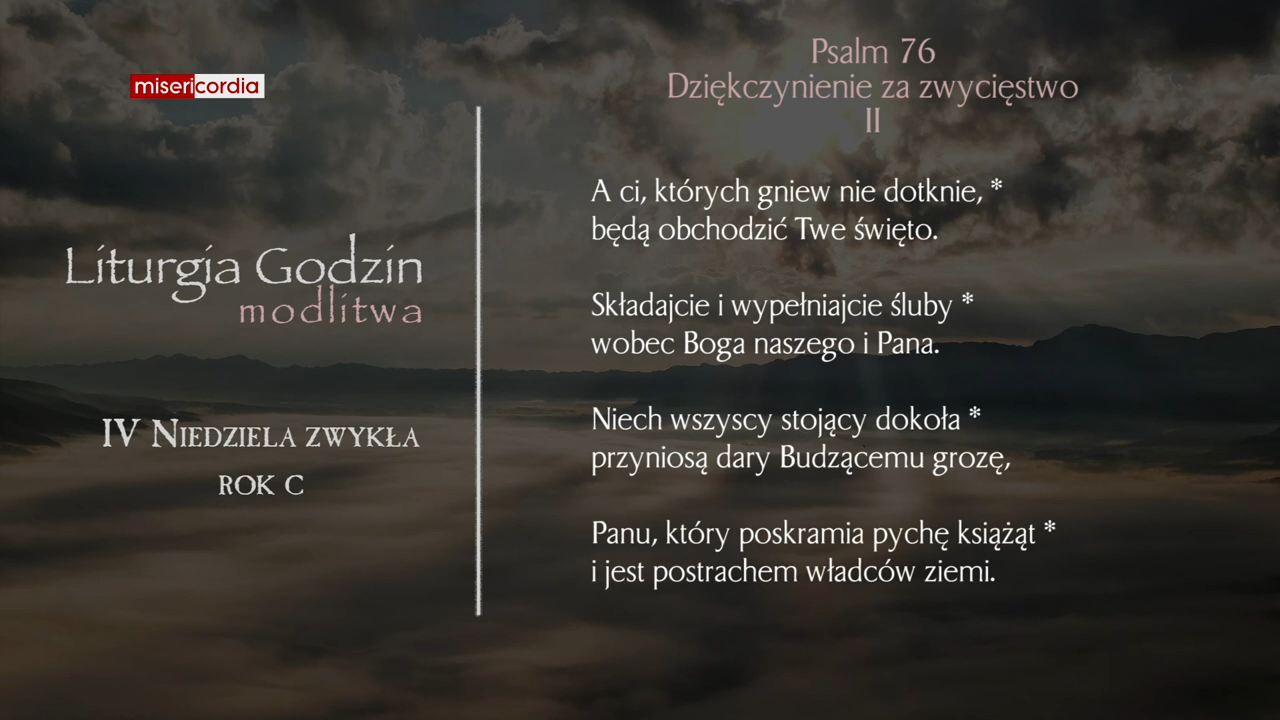 misericordia
Liturgia Godzin
modlitwa
IV Niedziela zwykła
rok C
Psalm 76
Dziękczynienie za zwycięstwo
II
A ci, których gniew nie dotknie, *
będą obchodzić Twe święto.
Składajcie i wypełniajcie śluby *
wobec Boga naszego i Pana.
Niech wszyscy stojący dokoła *
przyniosą dary Budzącemu grozę,
Panu, który poskramia pychę książąt *
i jest postrachem władców ziemi.